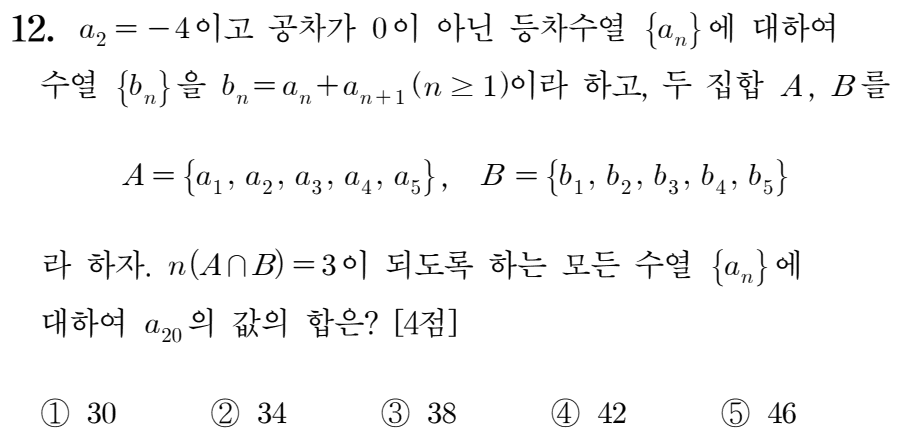 12. a₂ = −4이고 공차가 0이 아닌 등차수열 {aₙ}에 대하여
수열 {bₙ}을 bₙ = aₙ + aₙ₊₁ (n ≥ 1)이라 하고, 두 집합 A, B를
A = {a₁, a₂, a₃, a₄, a₅}, B = {b₁, b₂, b₃, b₄, b₅}
라 하자. n(A∩B) = 3이 되도록 하는 모든 수열 {aₙ}에
대하여 a₂₀의 값의 합은? [4점]
① 30 ② 34 ③ 38 ④ 42 ⑤ 46